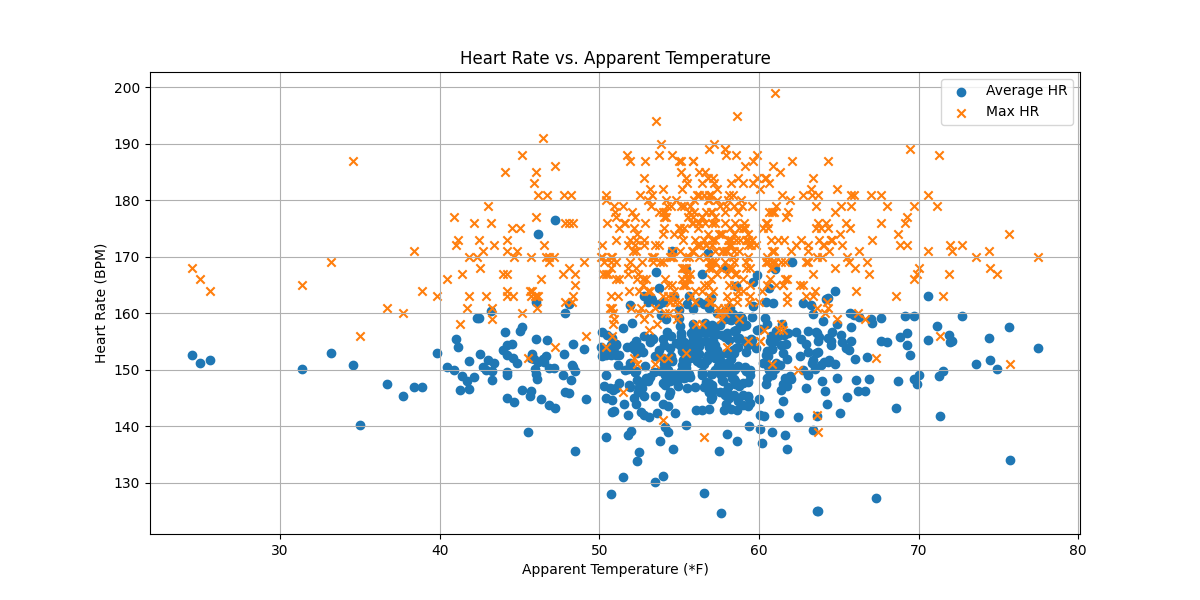 Heart Rate vs. Apparent Temperature
Average HR
Max HR
200
190
180
170
160
150
140
130
Heart Rate (BPM)
30 40 50 60 70 80
Apparent Temperature (*F)